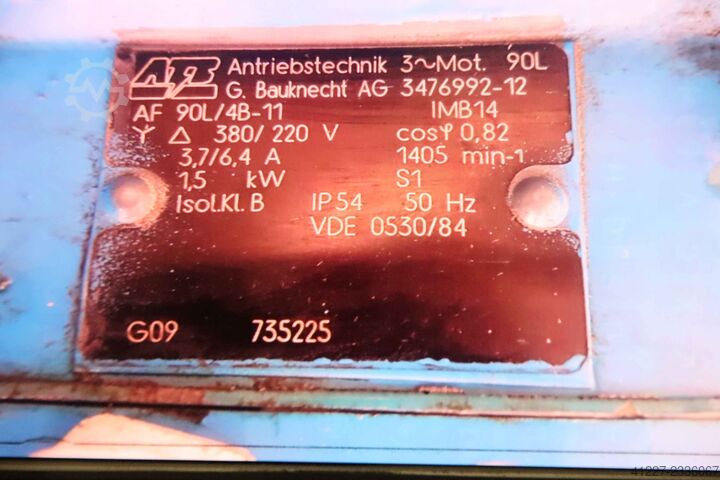 ATB Antriebstechnik 3~Mot. 90L
G. Bauknecht AG 3476992-12
AF 90L/4B-11 IMB14
Y △ 380/220 V cosφ 0,82
3,7/6,4 A 1405 min-1
1,5 kW S1
Isol.Kl. B IP54 50 Hz
VDE 0530/84
G09 735225
41227-2236067